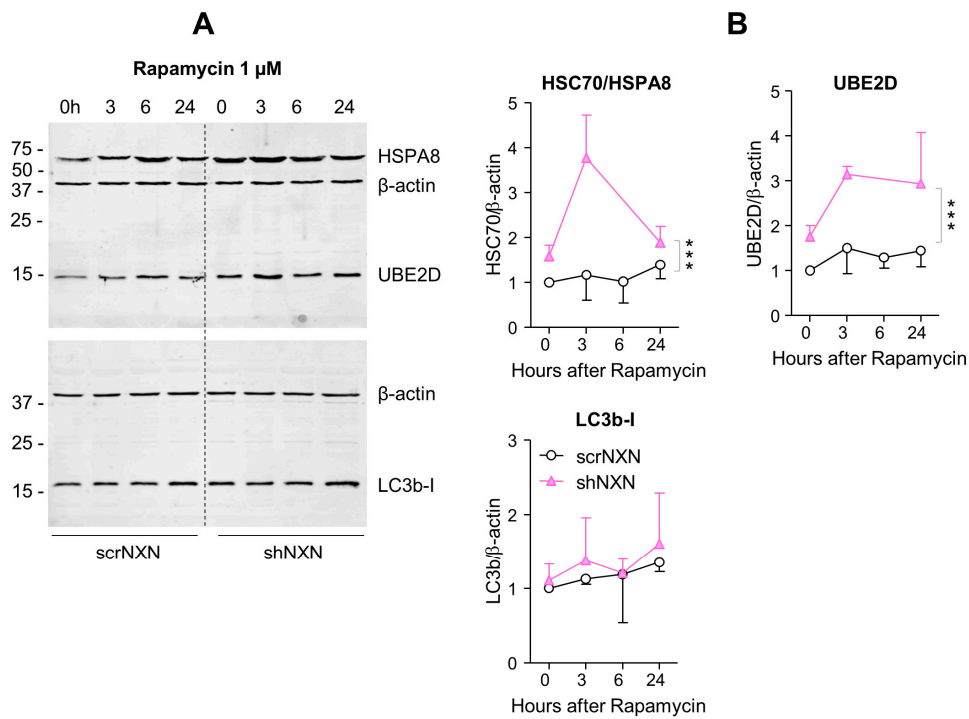 A
Rapamycin 1 µM
0h 3 6 24 0 3 6 24
75 -
50 -
37 -
25 -
15 -
HSPA8
β-actin
UBE2D
37 -
25 -
15 -
β-actin
LC3b-I
scrNXN shNXN
B
HSC70/HSPA8
HSC70/β-actin
5
4
3
2
1
0
***
0 3 6 24
Hours after Rapamycin
UBE2D
UBE2D/β-actin
5
4
3
2
1
0
***
0 3 6 24
Hours after Rapamycin
LC3b-I
LC3b/β-actin
3
2
1
0
scrNXN
shNXN
0 3 6 24
Hours after Rapamycin